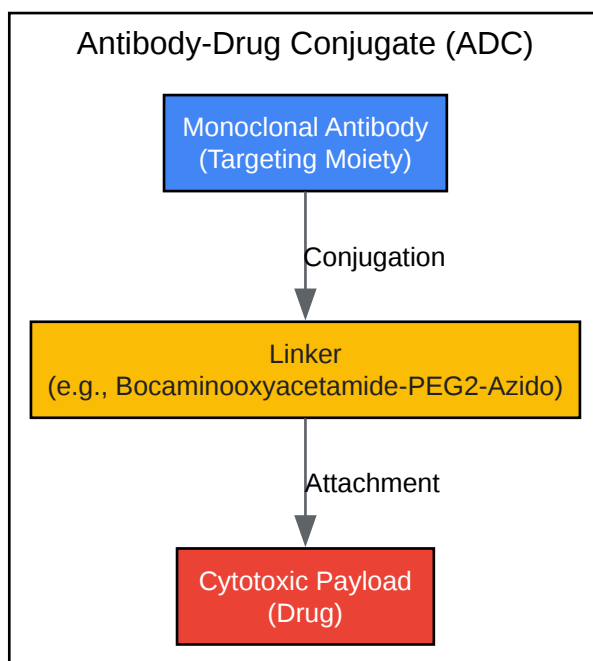 Antibody-Drug Conjugate (ADC)
Monoclonal Antibody
(Targeting Moiety)
Conjugation
Linker
(e.g., Bocaminooxyacetamide-PEG2-Azido)
Attachment
Cytotoxic Payload
(Drug)